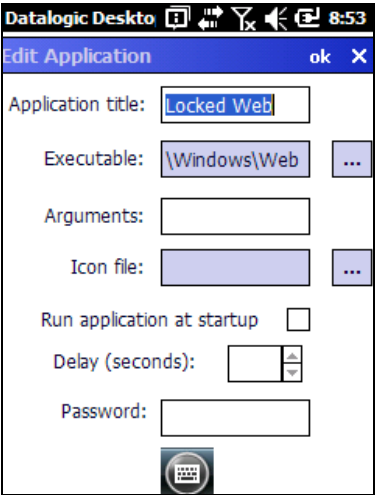 Datalogic Deskto 8:53
Edit Application ok X
Application title: Locked Web
Executable: \Windows\Web ...
Arguments:
Icon file: ...
Run application at startup
Delay (seconds):
Password: